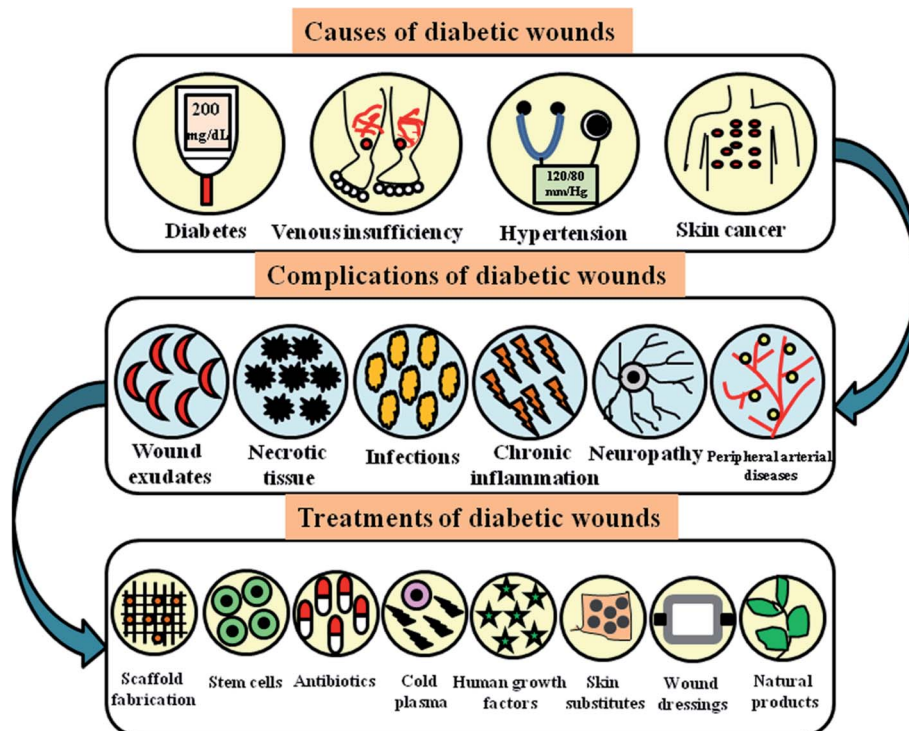 Causes of diabetic wounds
200
mg/dL
120/80
mm/Hg
Diabetes
Venous insufficiency
Hypertension
Skin cancer
Complications of diabetic wounds
Wound
exudates
Necrotic
tissue
Infections
Chronic
inflammation
Neuropathy
Peripheral arterial
diseases
Treatments of diabetic wounds
Scaffold
fabrication
Stem cells
Antibiotics
Cold
plasma
Human growth
factors
Skin
substitutes
Wound
dressings
Natural
products